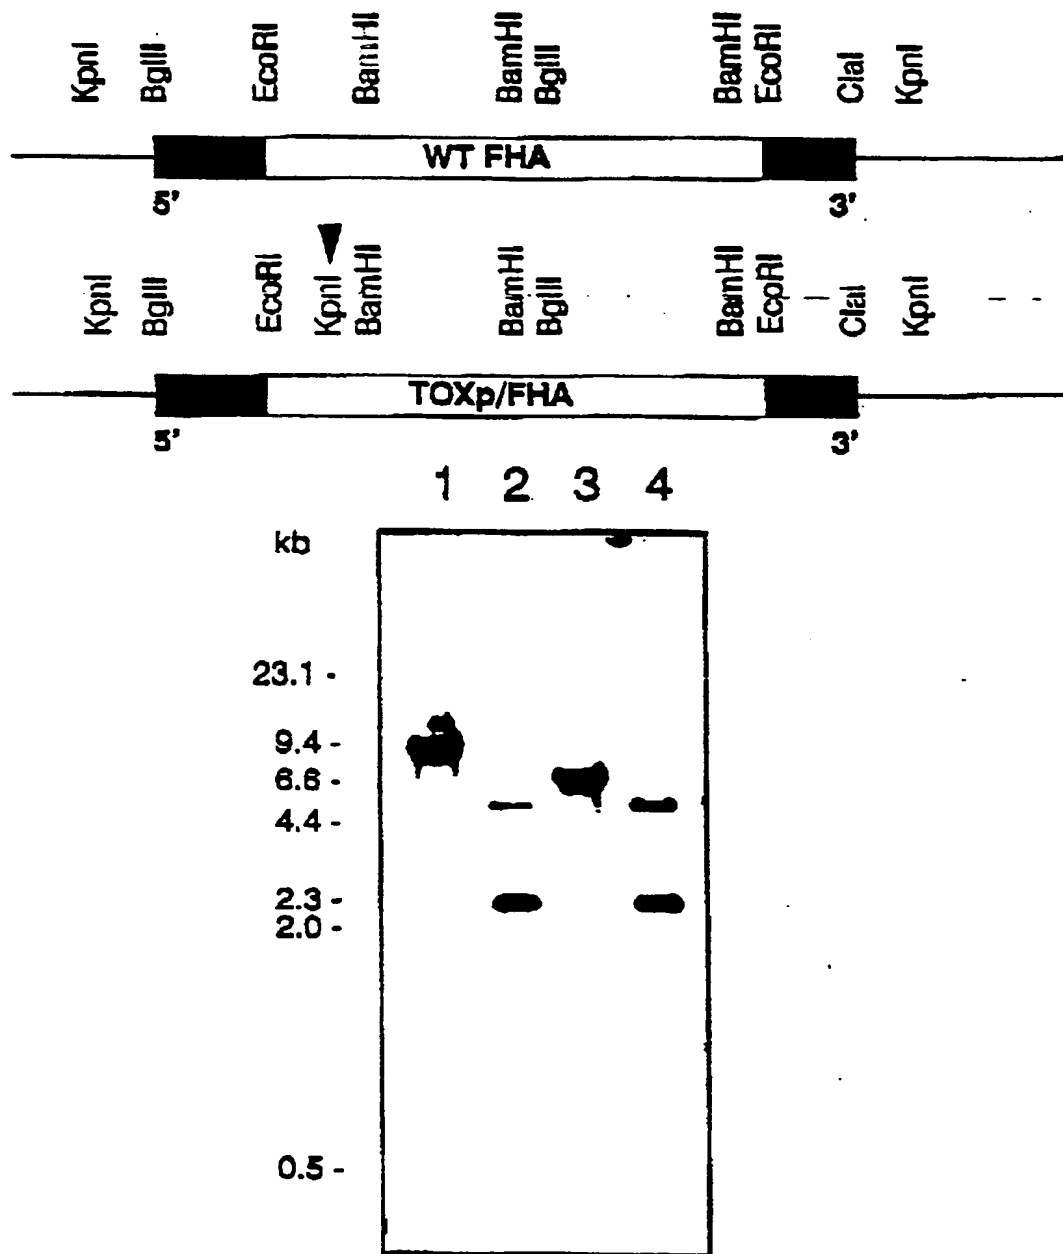 KpnI BglII EcoRI BamHI BamHI BglII BamHI EcoRI ClaI KpnI
WT FHA
5' 3'
KpnI BglII EcoRI KpnI BamHI BamHI BglII BamHI EcoRI ClaI KpnI
TOXp/FHA
5' 3'
1 2 3 4
kb
23.1 -
9.4 -
6.6 -
4.4 -
2.3 -
2.0 -
0.5 -